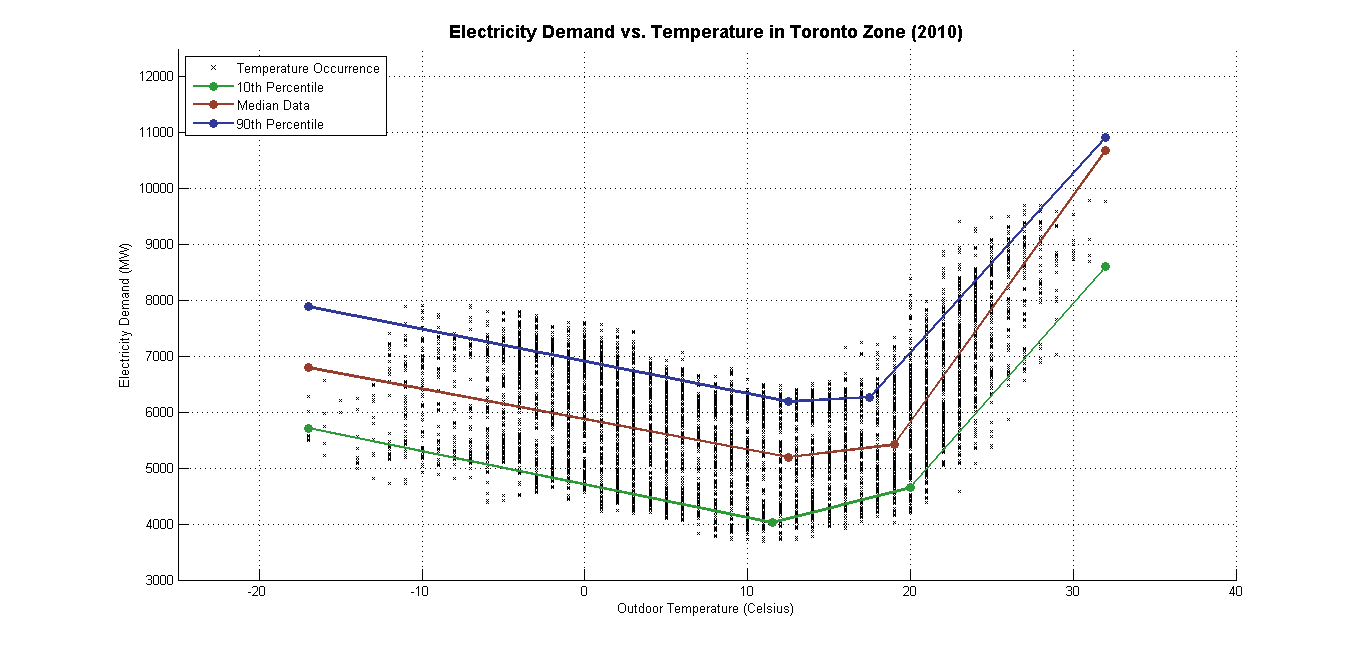 Electricity Demand vs. Temperature in Toronto Zone (2010)
Temperature Occurrence
10th Percentile
Median Data
90th Percentile
12000
11000
10000
9000
8000
7000
6000
5000
4000
3000
Electricity Demand (MW)
-20 -10 0 10 20 30 40
Outdoor Temperature (Celsius)